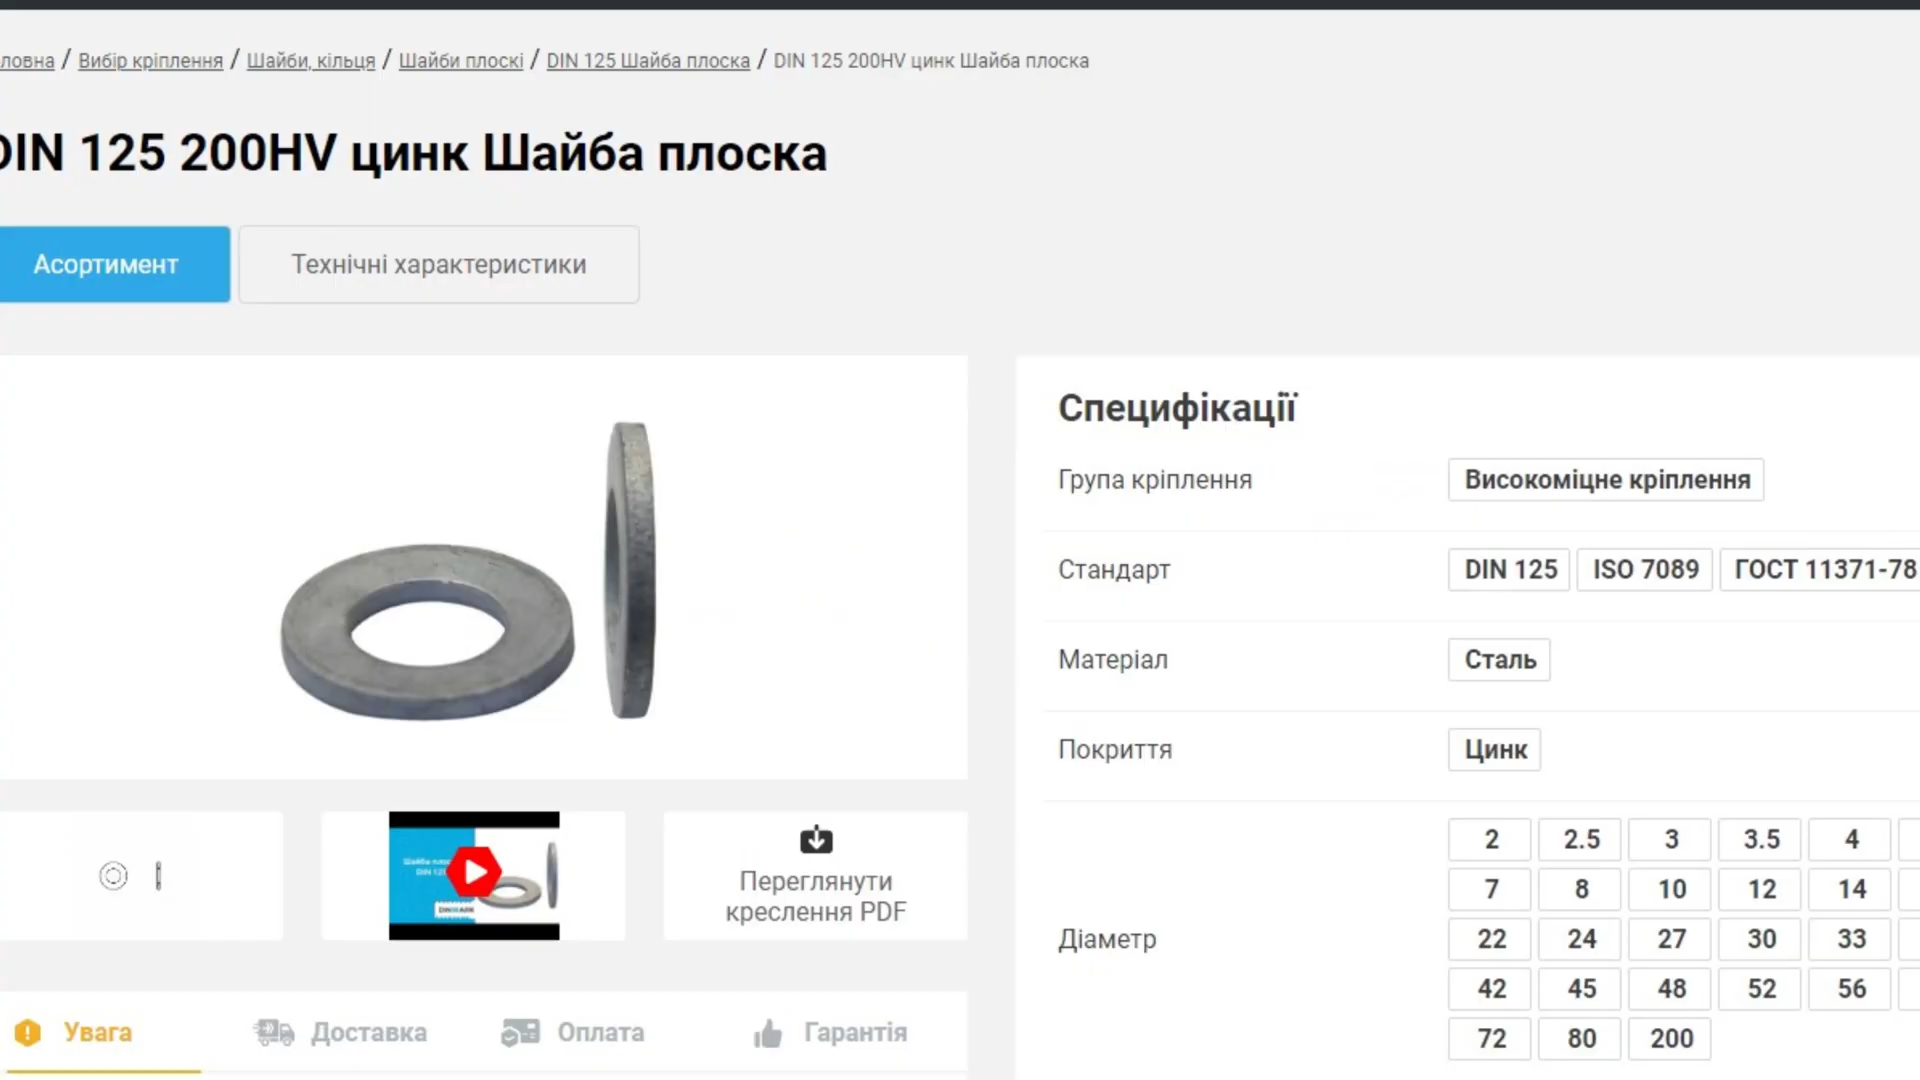 ловна / Вибір кріплення / Шайби, кільця / Шайби плоскі / DIN 125 Шайба плоска / DIN 125 200HV цинк Шайба плоска
DIN 125 200HV цинк Шайба плоска
Асортимент
Технічні характеристики
Специфікації
Група кріплення
Високоміцне кріплення
Стандарт
DIN 125
ISO 7089
ГОСТ 11371-78
Матеріал
Сталь
Покриття
Цинк
Діаметр
2
2.5
3
3.5
4
7
8
10
12
14
22
24
27
30
33
42
45
48
52
56
72
80
200
Переглянути
креслення PDF
Увага
Доставка
Оплата
Гарантія